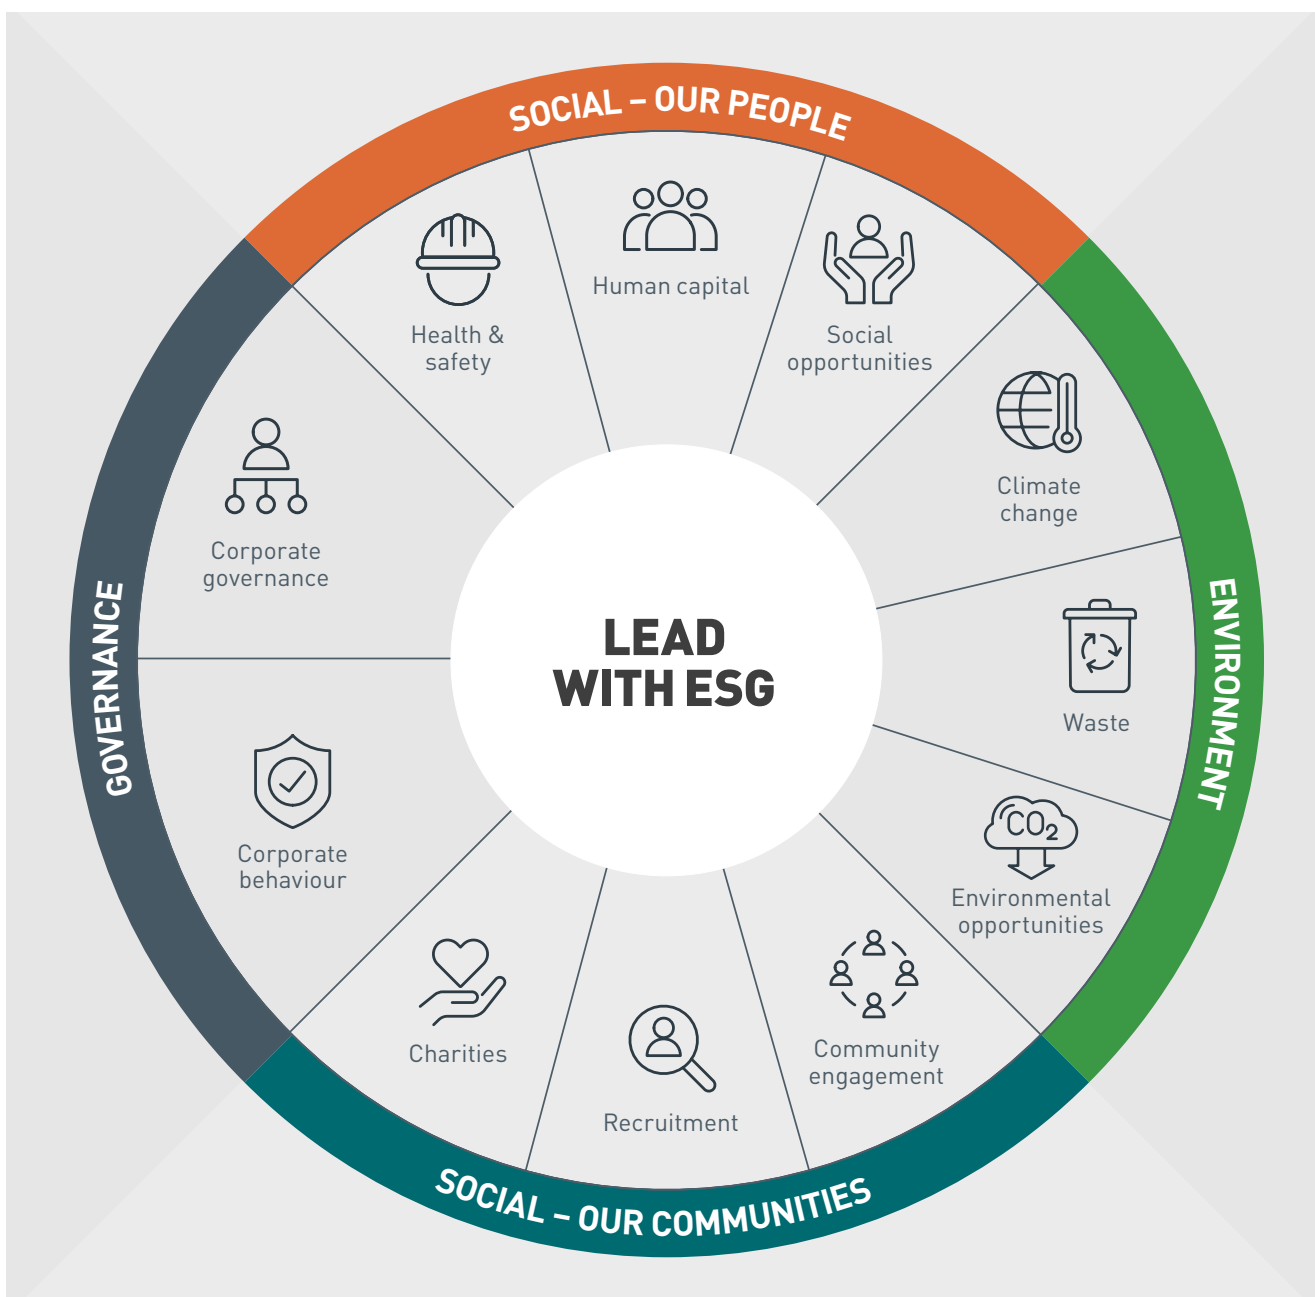 SOCIAL – OUR PEOPLE
Human capital
Health &
safety
Social
opportunities
Climate
change
Corporate
governance
ENVIRONMENT
GOVERNANCE
LEAD
WITH ESG
Waste
Corporate
behaviour
CO₂
Environmental
opportunities
Charities
Community
engagement
Recruitment
SOCIAL – OUR COMMUNITIES